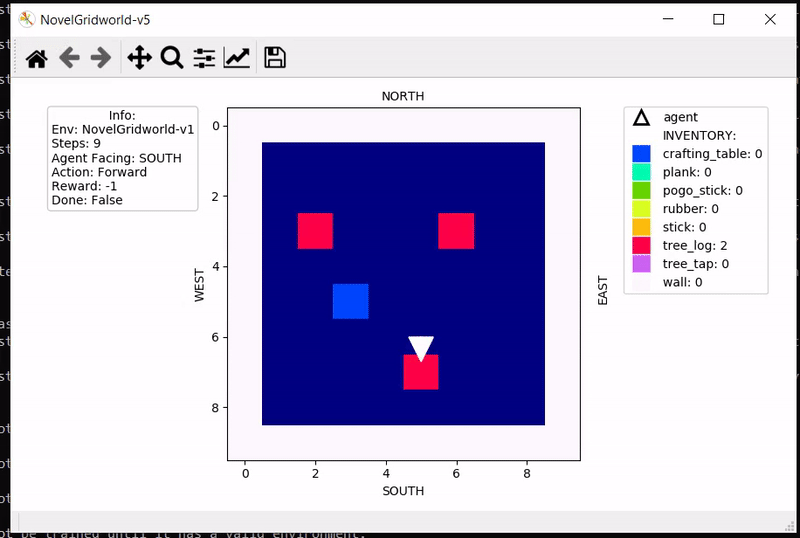 NovelGridworld-v5
NORTH
Info:
Env: NovelGridworld-v1
Steps: 9
Agent Facing: SOUTH
Action: Forward
Reward: -1
Done: False
agent
INVENTORY:
crafting_table: 0
plank: 0
pogo_stick: 0
rubber: 0
stick: 0
tree_log: 2
tree_tap: 0
wall: 0
0
2
4
6
8
WEST
EAST
0 2 4 6 8
SOUTH
be trained until it has a valid environment.